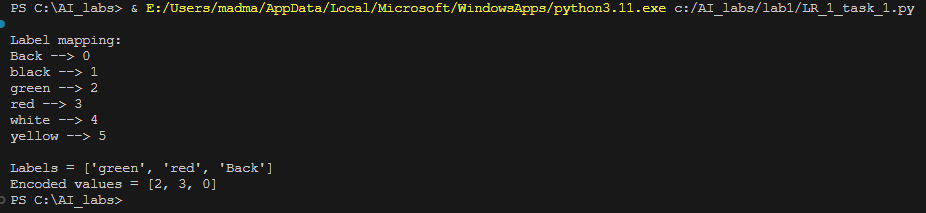 PS C:\AI_labs> & E:/Users/madma/AppData/Local/Microsoft/WindowsApps/python3.11.exe c:/AI_labs/lab1/LR_1_task_1.py
Label mapping:
Back --> 0
black --> 1
green --> 2
red --> 3
white --> 4
yellow --> 5
Labels = ['green', 'red', 'Back']
Encoded values = [2, 3, 0]
PS C:\AI_labs>